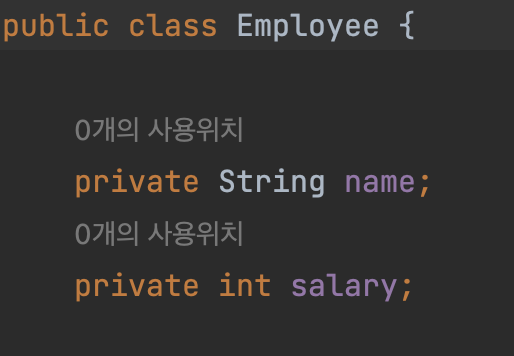 public class Employee {
0개의 사용위치
private String name;
0개의 사용위치
private int salary;